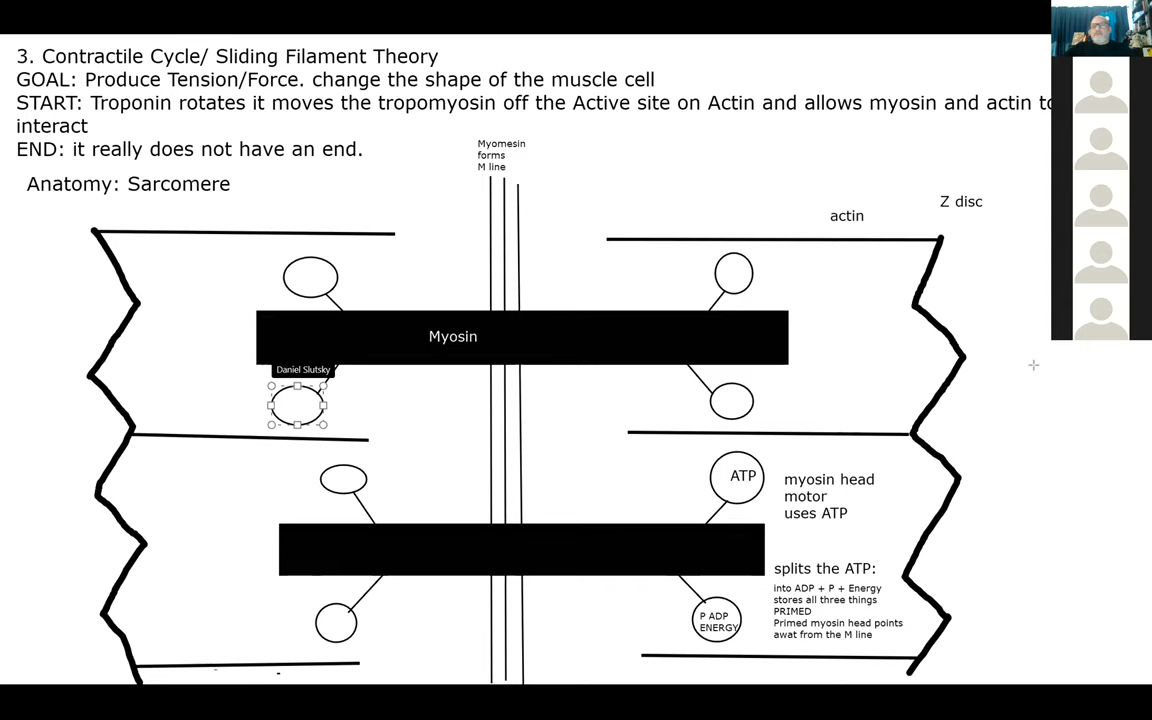 3. Contractile Cycle/ Sliding Filament Theory
GOAL: Produce Tension/Force. change the shape of the muscle cell
START: Troponin rotates it moves the tropomyosin off the Active site on Actin and allows myosin and actin to
interact
END: it really does not have an end.
Anatomy: Sarcomere
Myomesin
forms
M line
Z disc
actin
Myosin
Daniel Slutsky
ATP
myosin head
motor
uses ATP
splits the ATP:
into ADP + P + Energy
stores all three things
PRIMED
Primed myosin head points
awat from the M line
P ADP
ENERGY